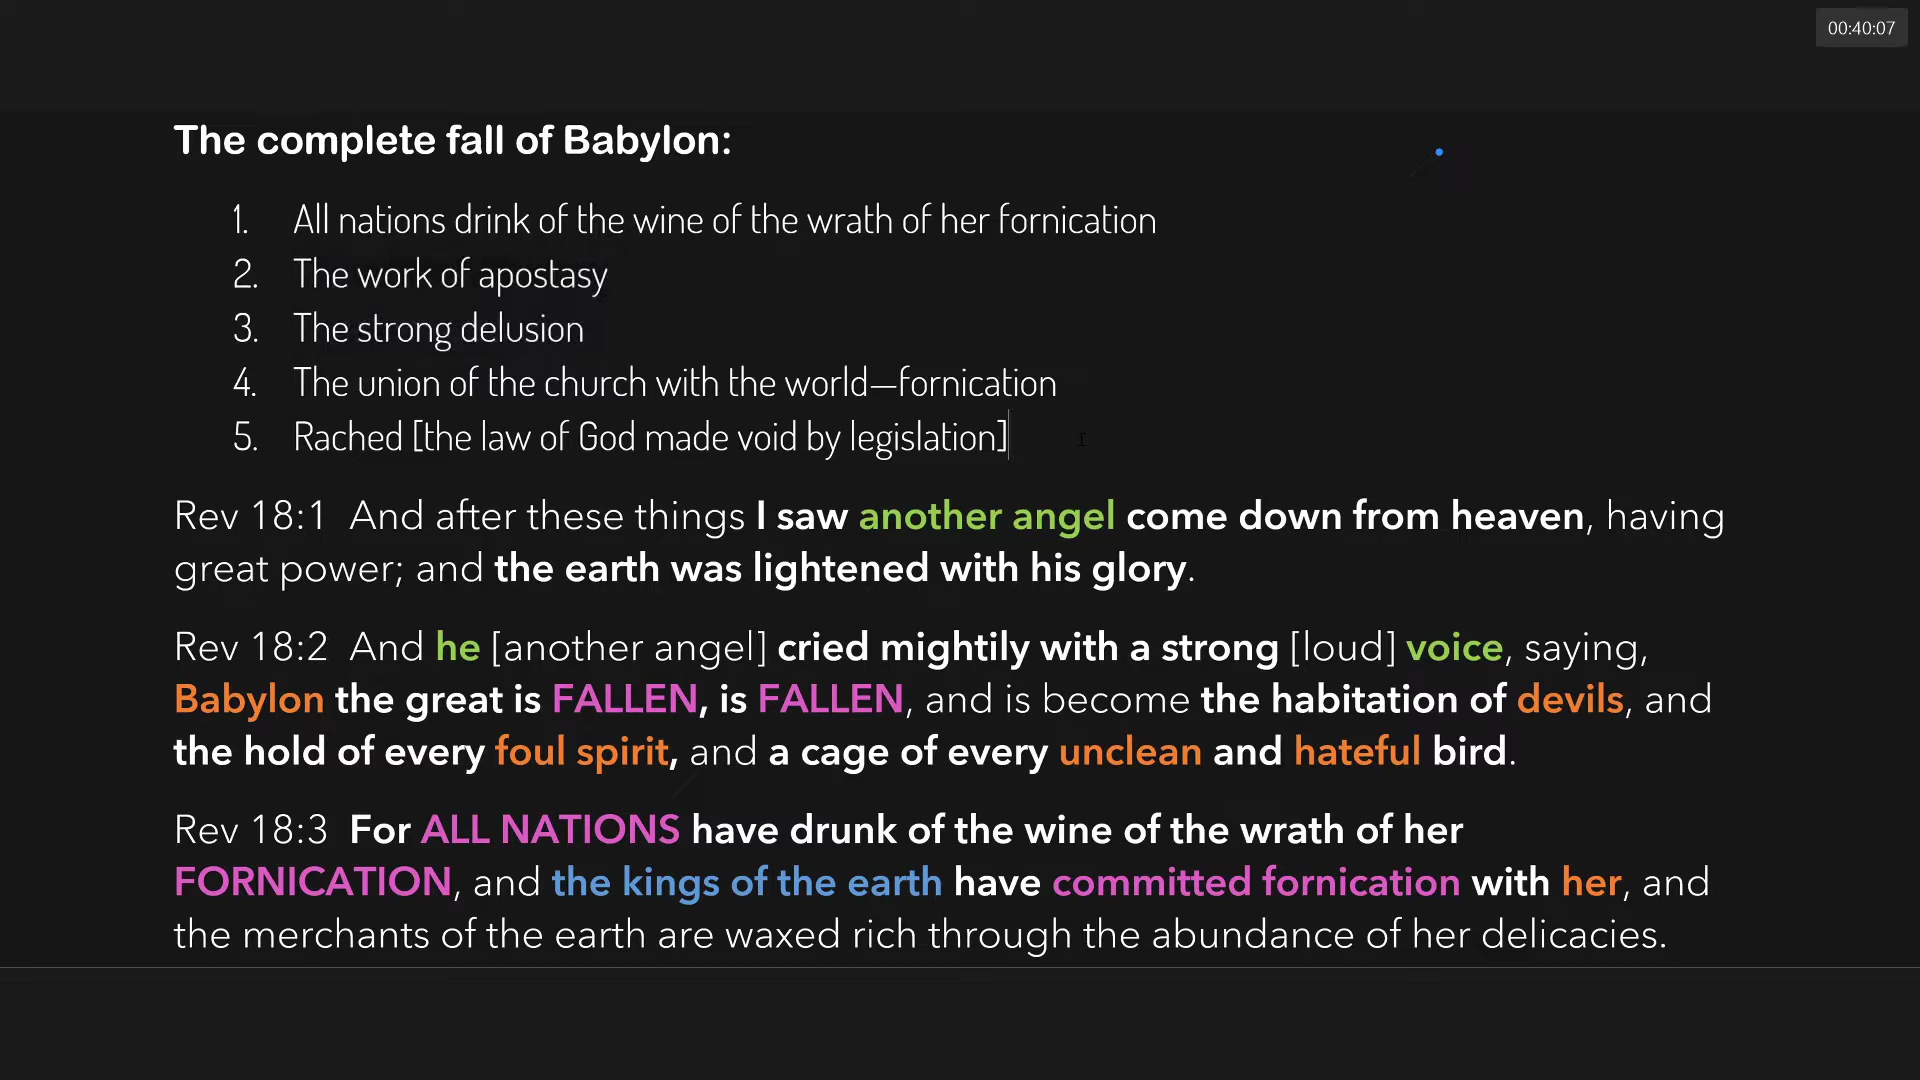 00:40:07
The complete fall of Babylon:
1. All nations drink of the wine of the wrath of her fornication
2. The work of apostasy
3. The strong delusion
4. The union of the church with the world—fornication
5. Rached [the law of God made void by legislation]
Rev 18:1 And after these things I saw another angel come down from heaven, having
great power; and the earth was lightened with his glory.
Rev 18:2 And he [another angel] cried mightily with a strong [loud] voice, saying,
Babylon the great is FALLEN, is FALLEN, and is become the habitation of devils, and
the hold of every foul spirit, and a cage of every unclean and hateful bird.
Rev 18:3 For ALL NATIONS have drunk of the wine of the wrath of her
FORNICATION, and the kings of the earth have committed fornication with her, and
the merchants of the earth are waxed rich through the abundance of her delicacies.